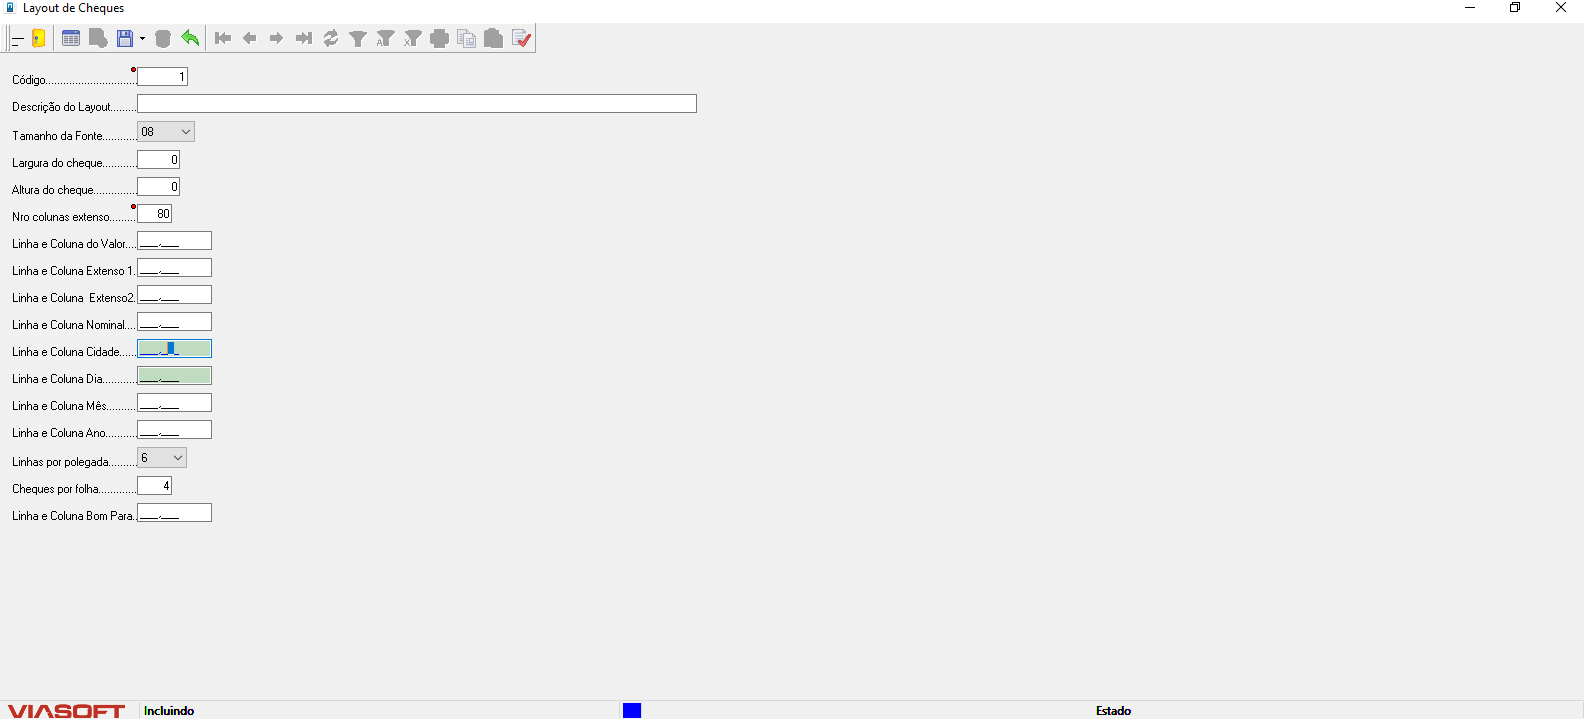 Layout de Cheques
Código............................... 1
Descrição do Layout.........
Tamanho da Fonte........... 08
Largura do cheque............ 0
Altura do cheque............... 0
Nro colunas extenso......... 80
Linha e Coluna do Valor.... ___,___
Linha e Coluna Extenso 1. ___,___
Linha e Coluna  Extenso2. ___,___
Linha e Coluna Nominal.... ___,___
Linha e Coluna Cidade...... ___,___
Linha e Coluna Dia............ ___,___
Linha e Coluna Mês.......... ___,___
Linha e Coluna Ano........... ___,___
Linhas por polegada.......... 6
Cheques por folha............. 4
Linha e Coluna Bom Para.. ___,___
VIASOFT Incluindo Estado